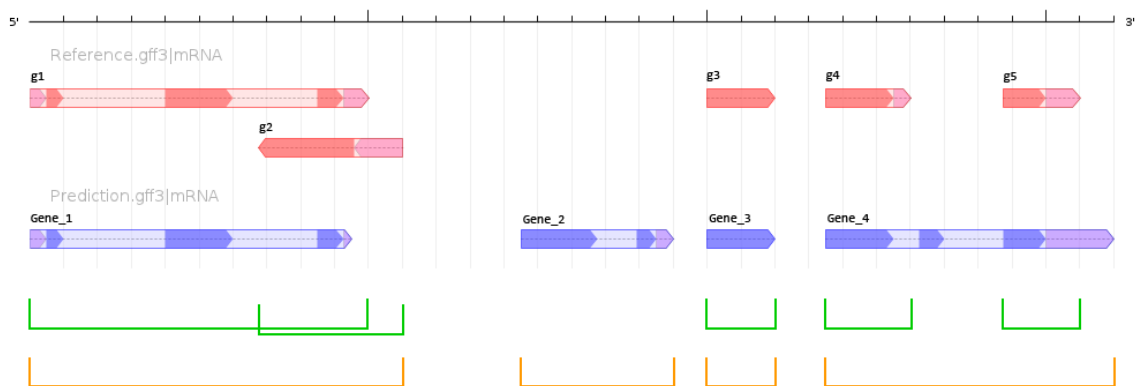 5' 3'
Reference.gff3|mRNA
g1 g3 g4 g5
g2
Prediction.gff3|mRNA
Gene_1 Gene_2 Gene_3 Gene_4